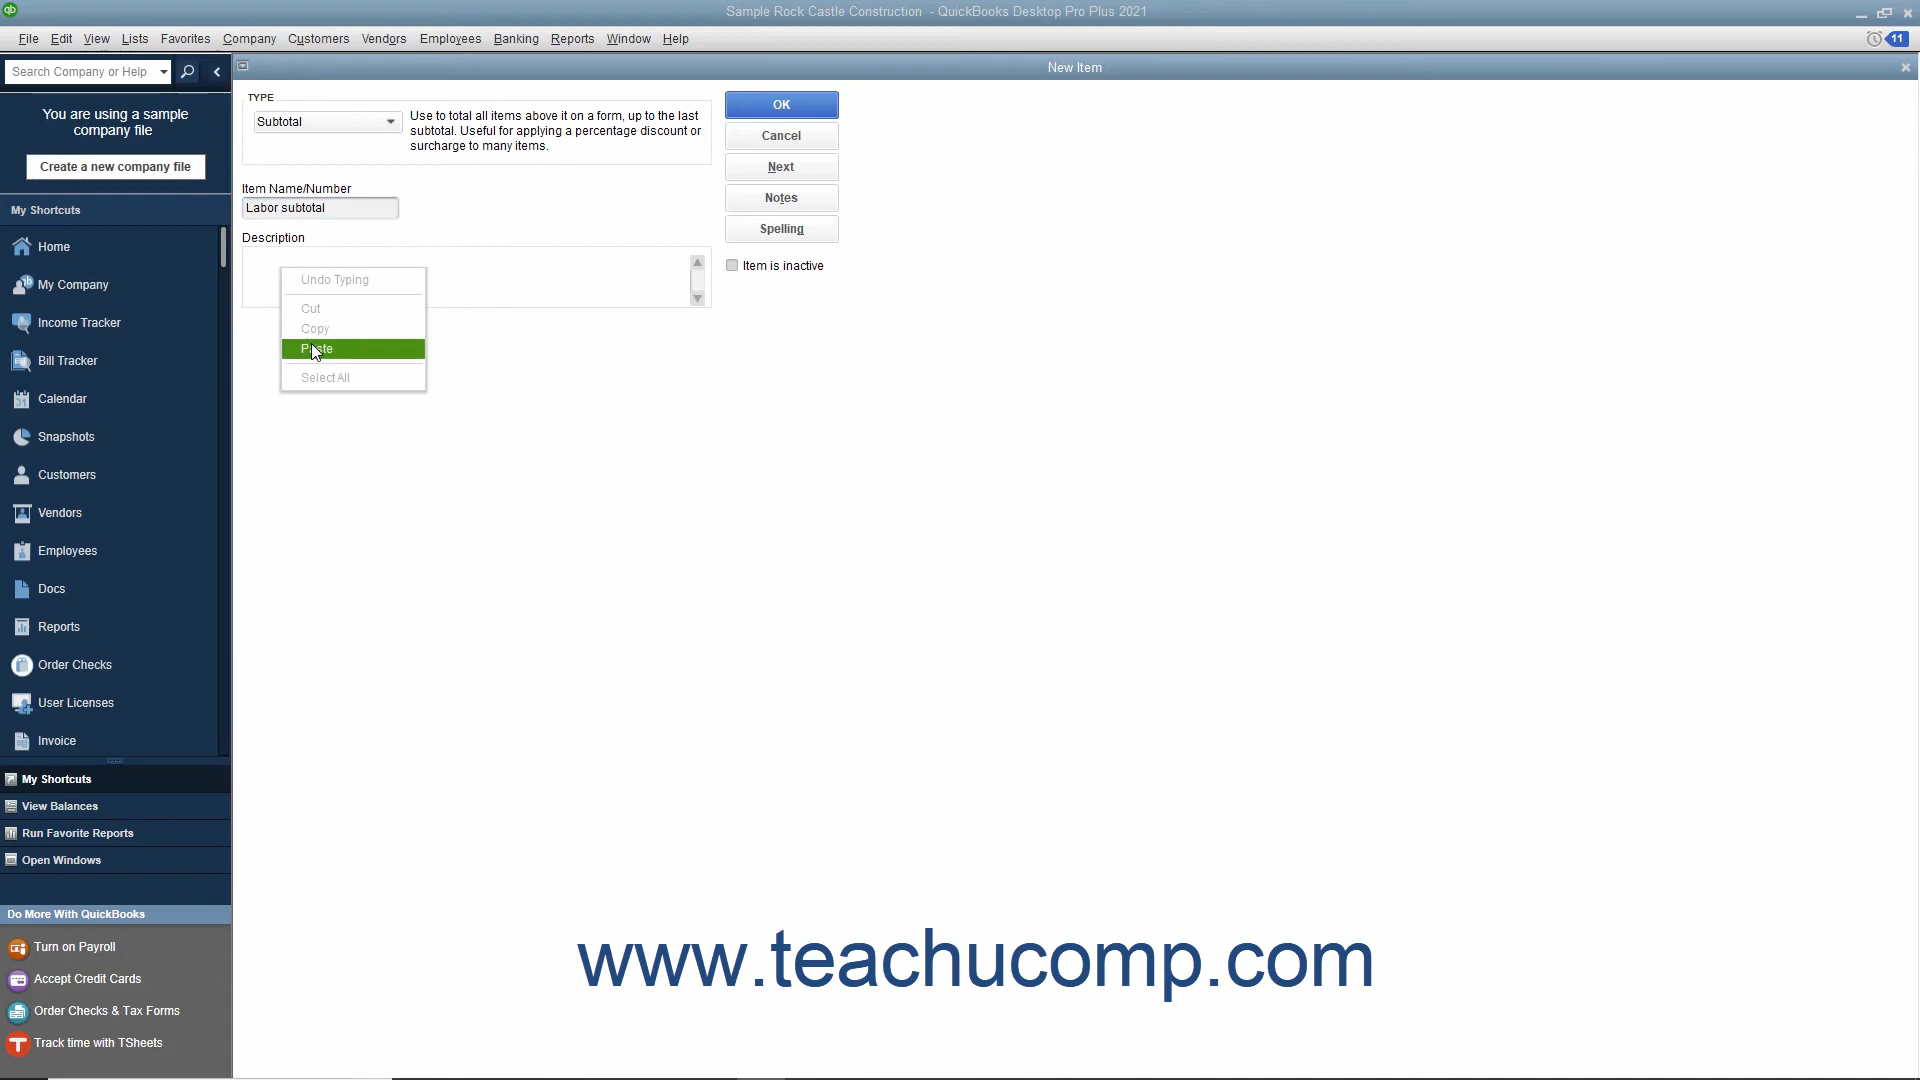 qb
Sample Rock Castle Construction - QuickBooks Desktop Pro Plus 2021
File Edit View Lists Favorites Company Customers Vendors Employees Banking Reports Window Help
11
Search Company or Help
New Item
You are using a sample
company file
Create a new company file
My Shortcuts
Home
My Company
Income Tracker
Bill Tracker
Calendar
Snapshots
Customers
Vendors
Employees
Docs
Reports
Order Checks
User Licenses
Invoice
My Shortcuts
View Balances
Run Favorite Reports
Open Windows
Do More With QuickBooks
Turn on Payroll
Accept Credit Cards
Order Checks & Tax Forms
Track time with TSheets
TYPE
Subtotal
Use to total all items above it on a form, up to the last
subtotal. Useful for applying a percentage discount or
surcharge to many items.
Item Name/Number
Labor subtotal
Description
Undo Typing
Cut
Copy
Paste
Select All
OK
Cancel
Next
Notes
Spelling
Item is inactive
www.teachucomp.com